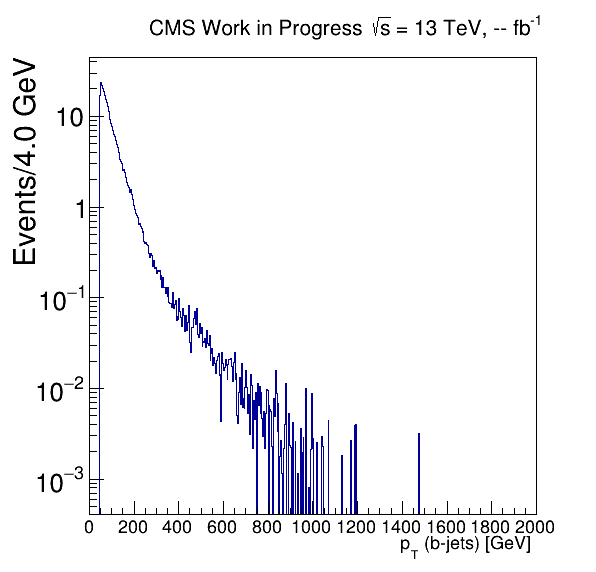 CMS Work in Progress √s = 13 TeV, -- fb⁻¹
Events/4.0 GeV
10
1
10⁻¹
10⁻²
10⁻³
0 200 400 600 800 1000 1200 1400 1600 1800 2000
p_T (b-jets) [GeV]